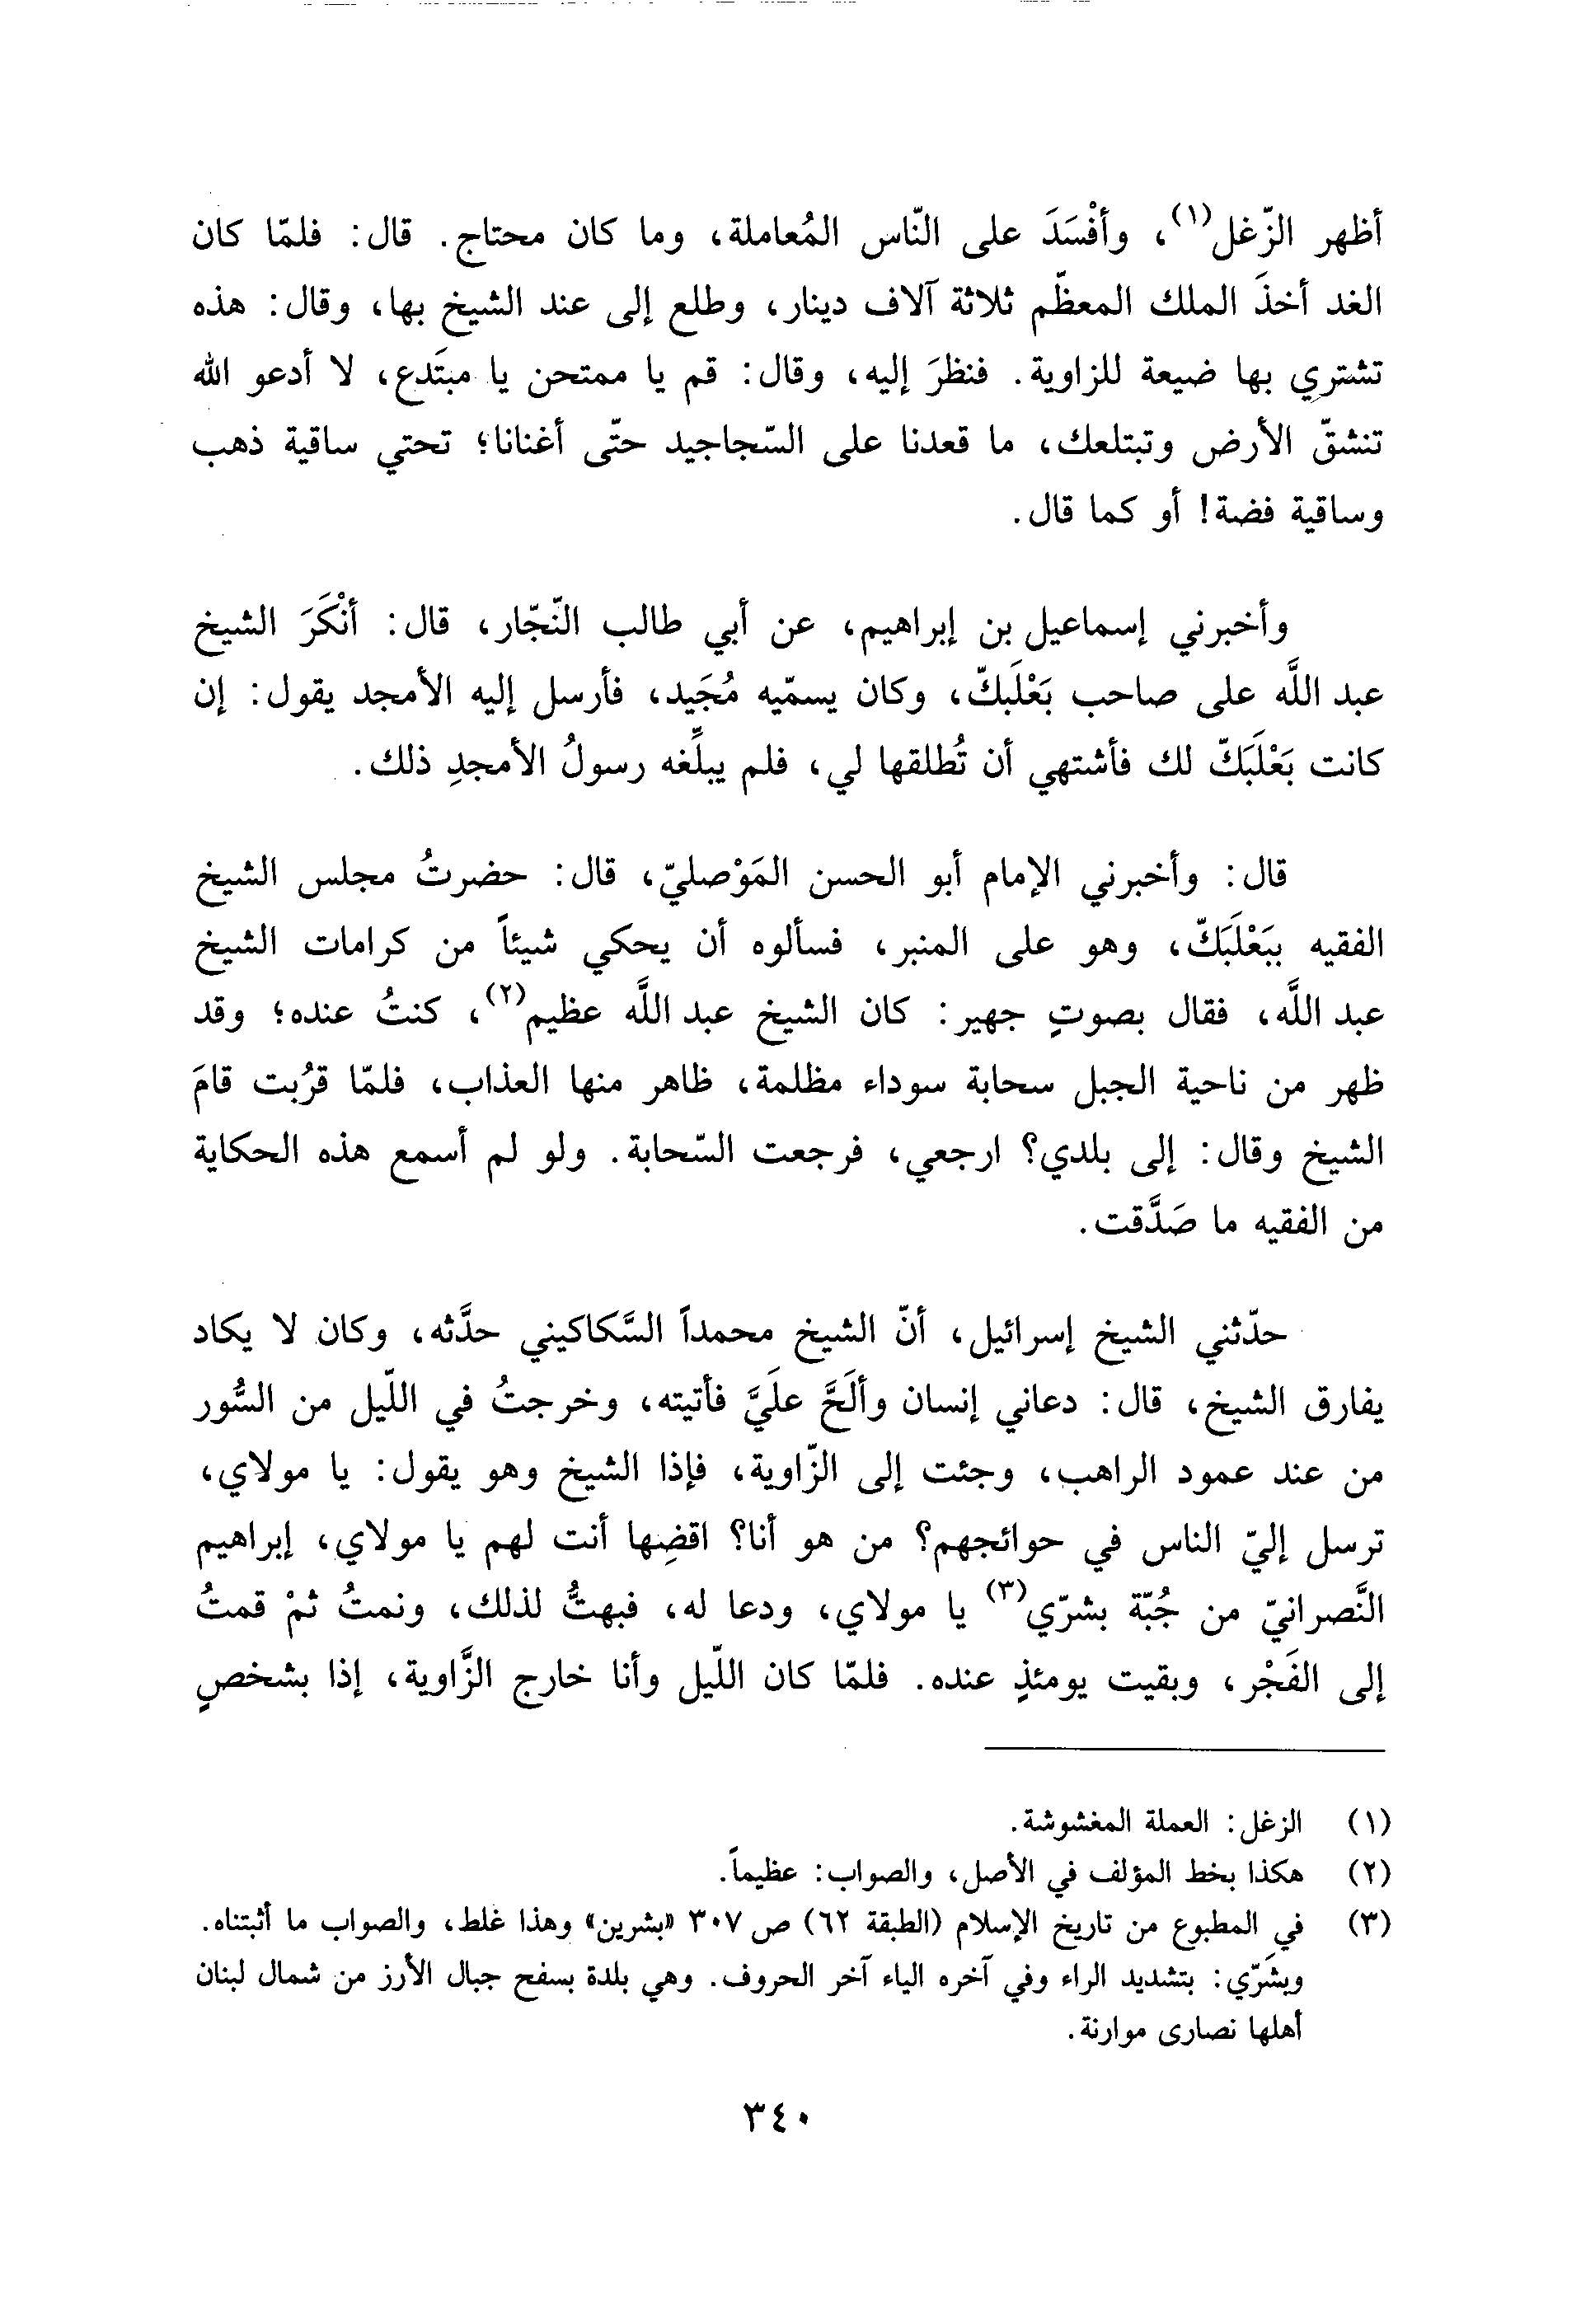 أظهر الزّغل(١)، وأفْسَدَ على النّاس المُعاملة، وما كان محتاج. قال: فلمّا كان
الغد أخذَ الملك المعظّم ثلاثة آلاف دينار، وطلع إلى عند الشيخ بها، وقال: هذه
تشتري بها ضيعة للزاوية. فنظرَ إليه، وقال: قم يا ممتحن يا مبتَدع، لا أدعو الله
تنشقّ الأرض وتبتلعك، ما قعدنا على السّجاجيد حتّى أغنانا؛ تحتي ساقية ذهب
وساقية فضة! أو كما قال.
وأخبرني إسماعيل بن إبراهيم، عن أبي طالب النّجّار، قال: أنْكَرَ الشيخ
عبد اللَّه على صاحب بَعْلَبكّ، وكان يسمّيه مُجَيد، فأرسل إليه الأمجد يقول: إن
كانت بَعْلَبَكّ لك فأشتهي أن تُطلقها لي، فلم يبلِّغه رسولُ الأمجدِ ذلك.
قال: وأخبرني الإمام أبو الحسن المَوْصليّ، قال: حضرتُ مجلس الشيخ
الفقيه ببَعْلَبَكّ، وهو على المنبر، فسألوه أن يحكي شيئاً من كرامات الشيخ
عبد اللَّه، فقال بصوتٍ جهير: كان الشيخ عبد اللَّه عظيم(٢)، كنتُ عنده؛ وقد
ظهر من ناحية الجبل سحابة سوداء مظلمة، ظاهر منها العذاب، فلمّا قرُبت قامَ
الشيخ وقال: إلى بلدي؟ ارجعي، فرجعت السّحابة. ولو لم أسمع هذه الحكاية
من الفقيه ما صَدَّقت.
حدّثني الشيخ إسرائيل، أنّ الشيخ محمداً السَّكاكيني حدَّثه، وكان لا يكاد
يفارق الشيخ، قال: دعاني إنسان وألَحَّ علَيَّ فأتيته، وخرجتُ في اللّيل من السُّور
من عند عمود الراهب، وجئت إلى الزّاوية، فإذا الشيخ وهو يقول: يا مولاي،
ترسل إليّ الناس في حوائجهم؟ من هو أنا؟ اقضِها أنت لهم يا مولاي، إبراهيم
النَّصرانيّ من جُبّة بشرّي(٣) يا مولاي، ودعا له، فبهتُّ لذلك، ونمتُ ثمْ قمتُ
إلى الفَجْر، وبقيت يومئذٍ عنده. فلمّا كان اللّيل وأنا خارج الزَّاوية، إذا بشخصٍ
(١) الزغل: العملة المغشوشة.
(٢) هكذا بخط المؤلف في الأصل، والصواب: عظيماً.
(٣) في المطبوع من تاريخ الإسلام (الطبقة ٦٢) ص ٣٠٧ «بشرين» وهذا غلط، والصواب ما أثبتناه.
وبشَرّي: بتشديد الراء وفي آخره الياء آخر الحروف. وهي بلدة بسفح جبال الأرز من شمال لبنان
أهلها نصارى موارنة.
٣٤٠